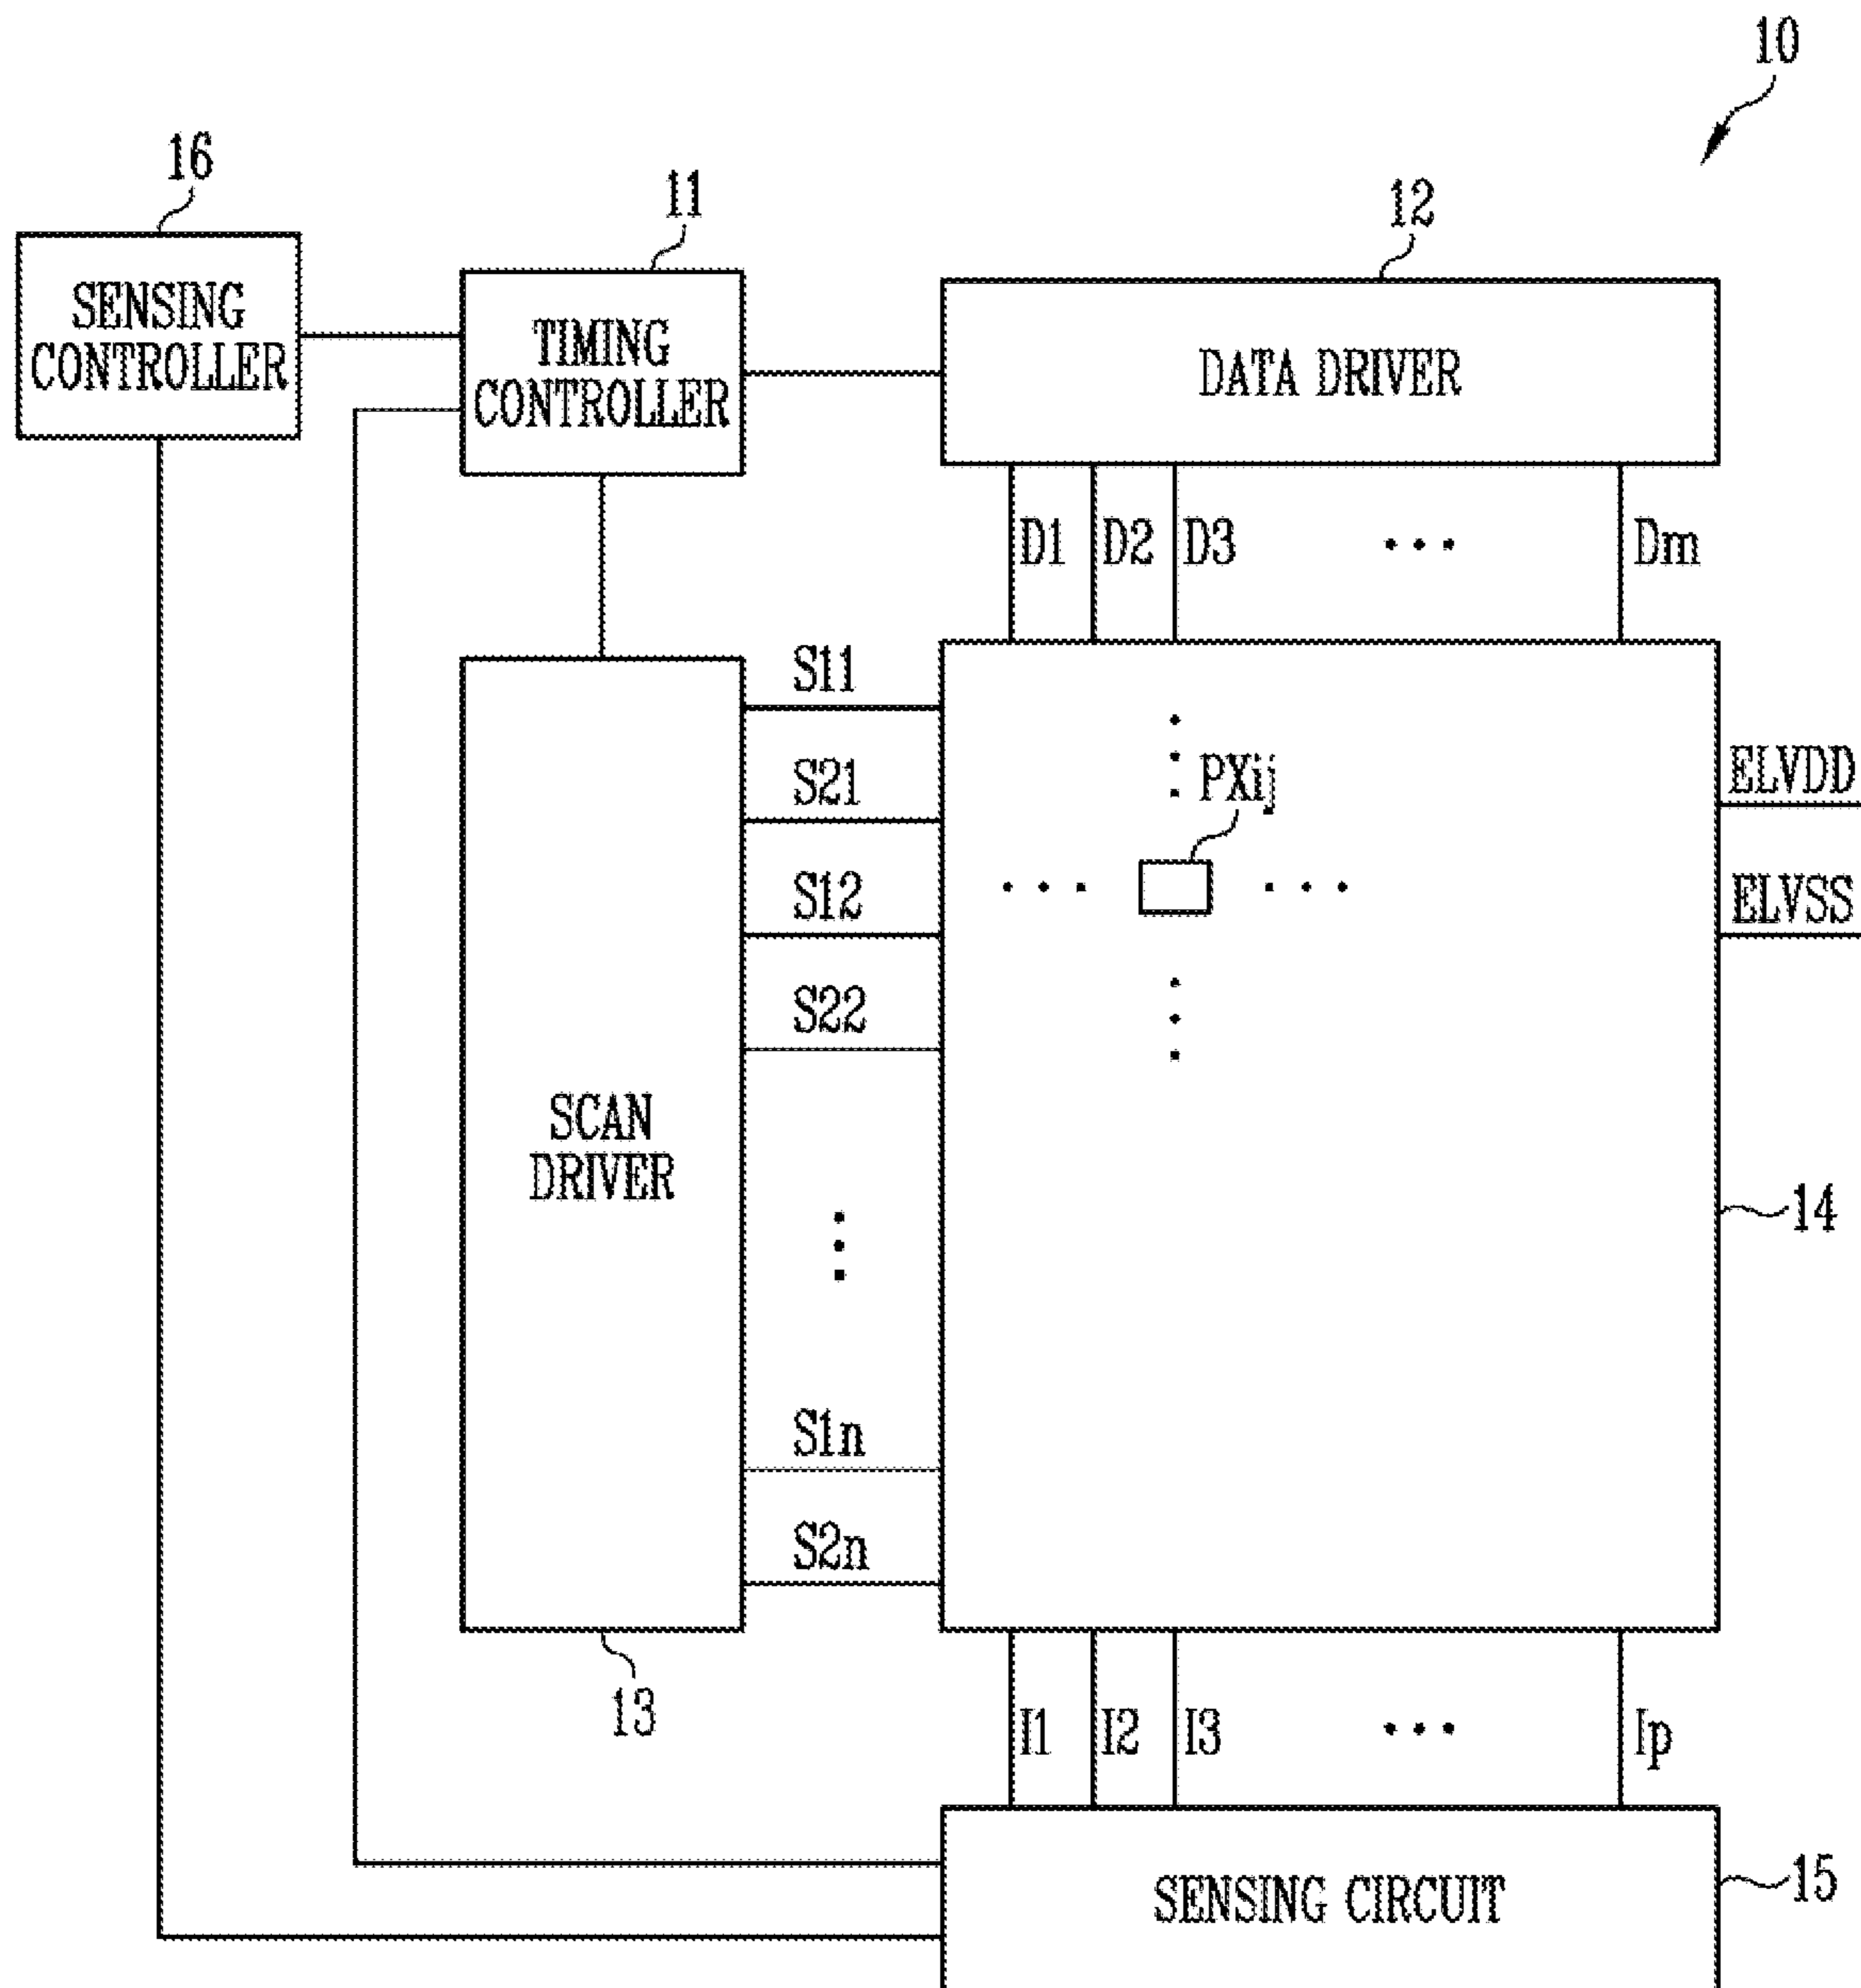 10
16
11
12
SENSING
CONTROLLER
TIMING
CONTROLLER
DATA DRIVER
D1 D2 D3 ... Dm
S11
S21
S12
S22
PXij
ELVDD
ELVSS
SCAN
DRIVER
14
S1n
S2n
13
I1 I2 I3 ... Ip
SENSING CIRCUIT
15